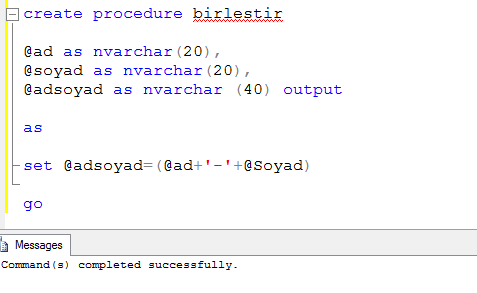 create procedure birlestir
@ad as nvarchar(20),
@soyad as nvarchar(20),
@adsoyad as nvarchar (40) output
as
set @adsoyad=(@ad+'-'+@Soyad)
go
Messages
Command(s) completed successfully.